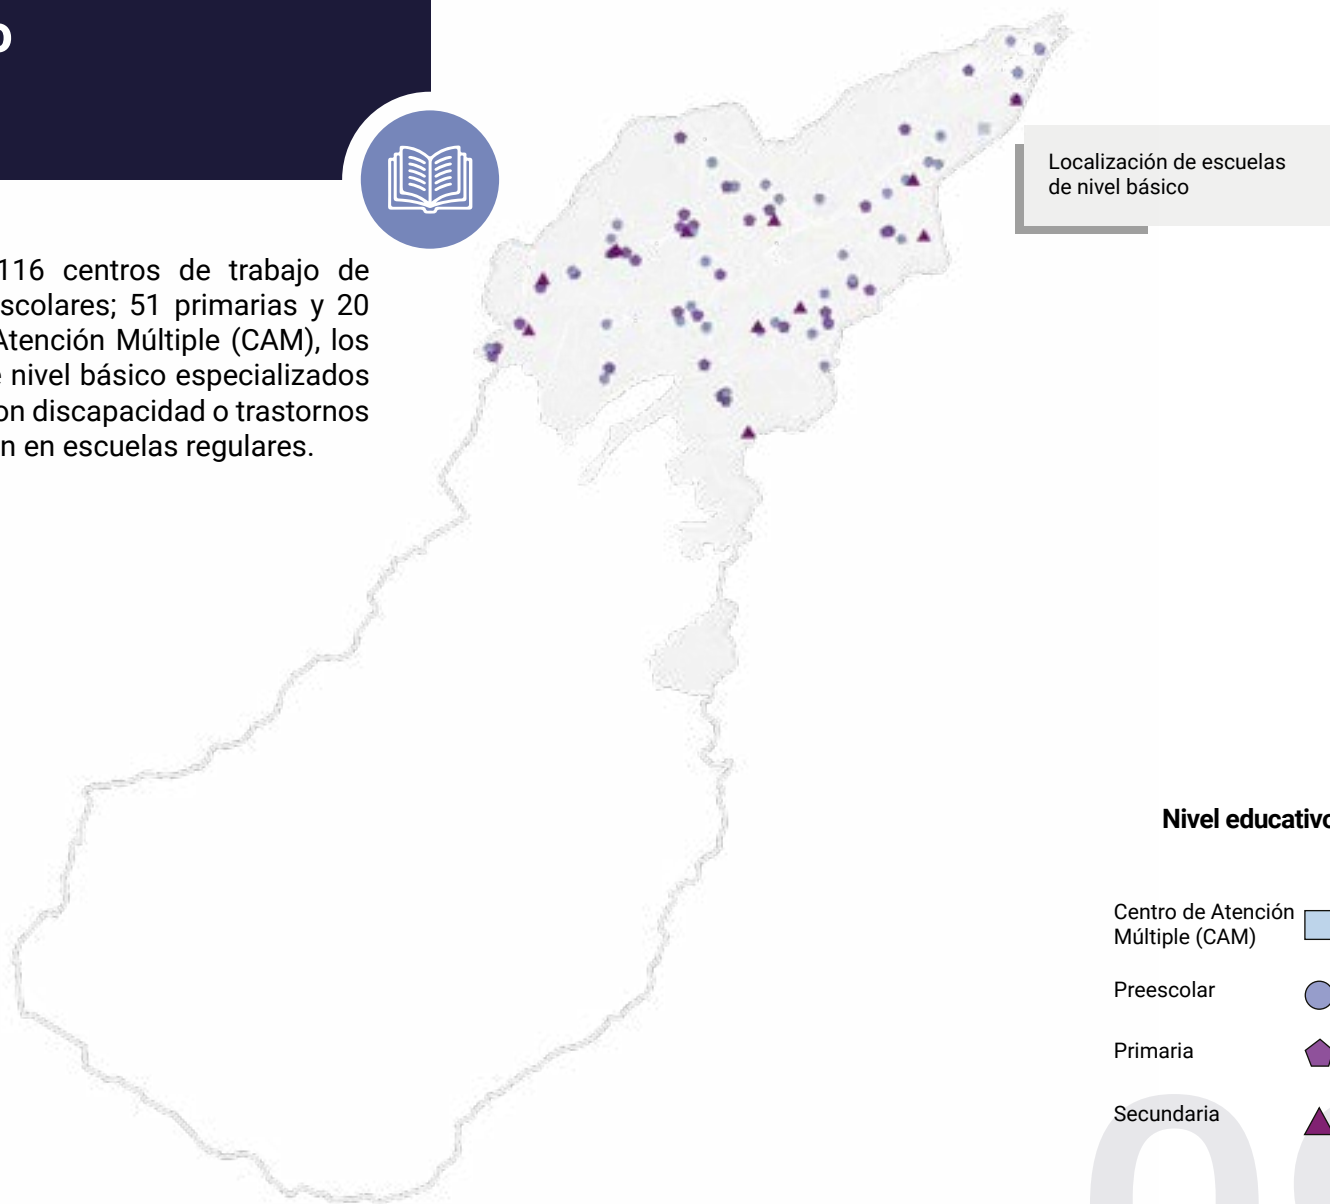 116 centros de trabajo de
scolares; 51 primarias y 20
Atención Múltiple (CAM), los
nivel básico especializados
on discapacidad o trastornos
n en escuelas regulares.
Localización de escuelas
de nivel básico
Nivel educativo
Centro de Atención
Múltiple (CAM)
Preescolar
Primaria
Secundaria